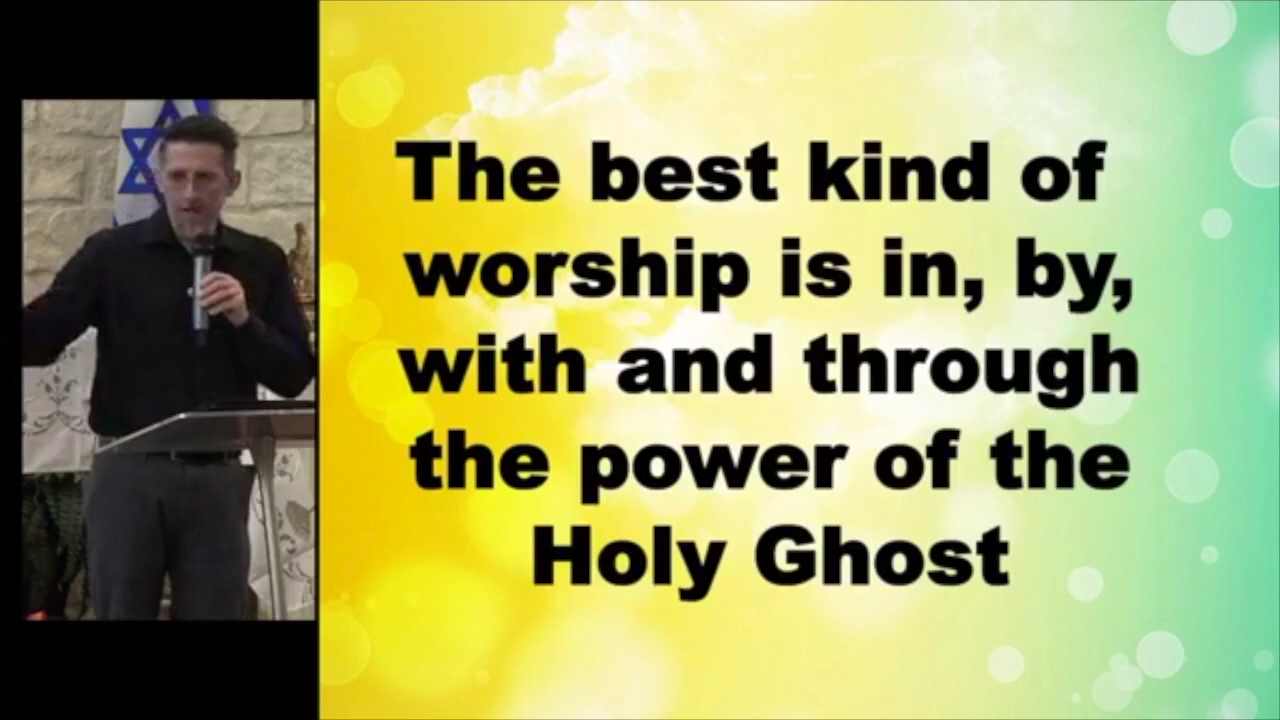 The best kind of
worship is in, by,
with and through
the power of the
Holy Ghost